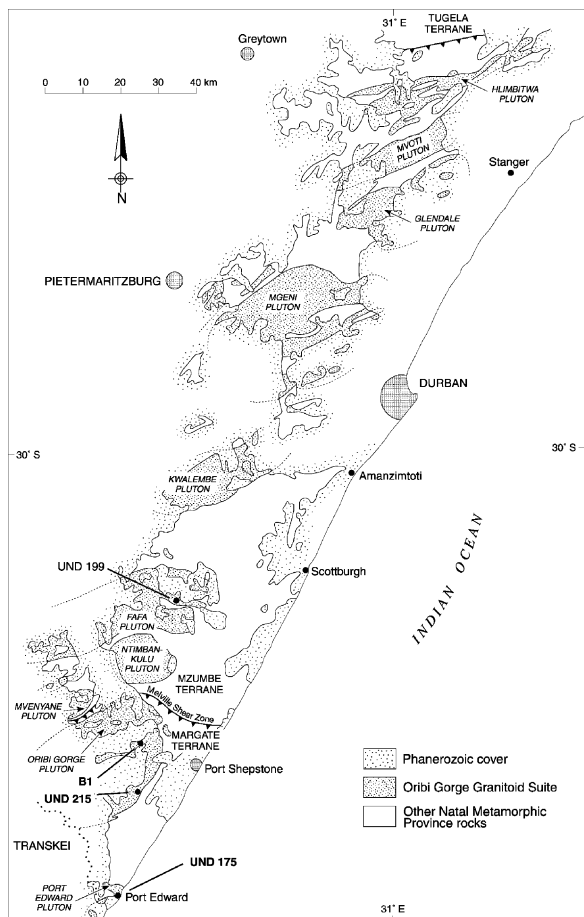 31° E
TUGELA
TERRANE
Greytown
0 10 20 30 40 km
HLIMBITWA
PLUTON
N
MVOTI
PLUTON
Stanger
GLENDALE
PLUTON
PIETERMARITZBURG
MGENI
PLUTON
DURBAN
30° S
30° S
KWALEMBE
PLUTON
Amanzimtoti
INDIAN OCEAN
UND 199
Scottburgh
FAFA
PLUTON
NTIMBAN-
KULU
PLUTON
MZUMBE
TERRANE
MVENYANE
PLUTON
Melville Shear Zone
MARGATE
TERRANE
ORIBI GORGE
PLUTON
B1
Port Shepstone
UND 215
Phanerozoic cover
Oribi Gorge Granitoid Suite
Other Natal Metamorphic
Province rocks
TRANSKEI
UND 175
PORT
EDWARD
PLUTON
Port Edward
31° E